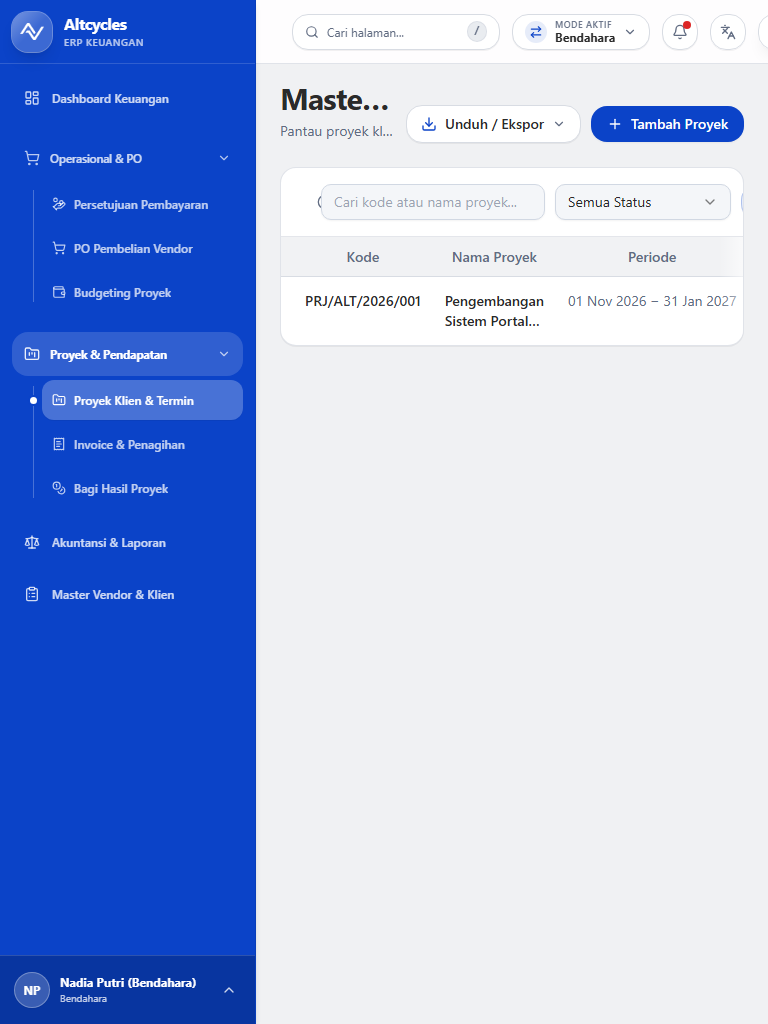 Altcycles
ERP KEUANGAN
Dashboard Keuangan
Operasional & PO
Persetujuan Pembayaran
PO Pembelian Vendor
Budgeting Proyek
Proyek & Pendapatan
Proyek Klien & Termin
Invoice & Penagihan
Bagi Hasil Proyek
Akuntansi & Laporan
Master Vendor & Klien
NP
Nadia Putri (Bendahara)
Bendahara
Cari halaman... /
MODE AKTIF
Bendahara
Maste...
Pantau proyek kl...
Unduh / Ekspor
Tambah Proyek
Cari kode atau nama proyek...
Semua Status
Kode Nama Proyek Periode
PRJ/ALT/2026/001 Pengembangan 01 Nov 2026 – 31 Jan 2027
Sistem Portal...